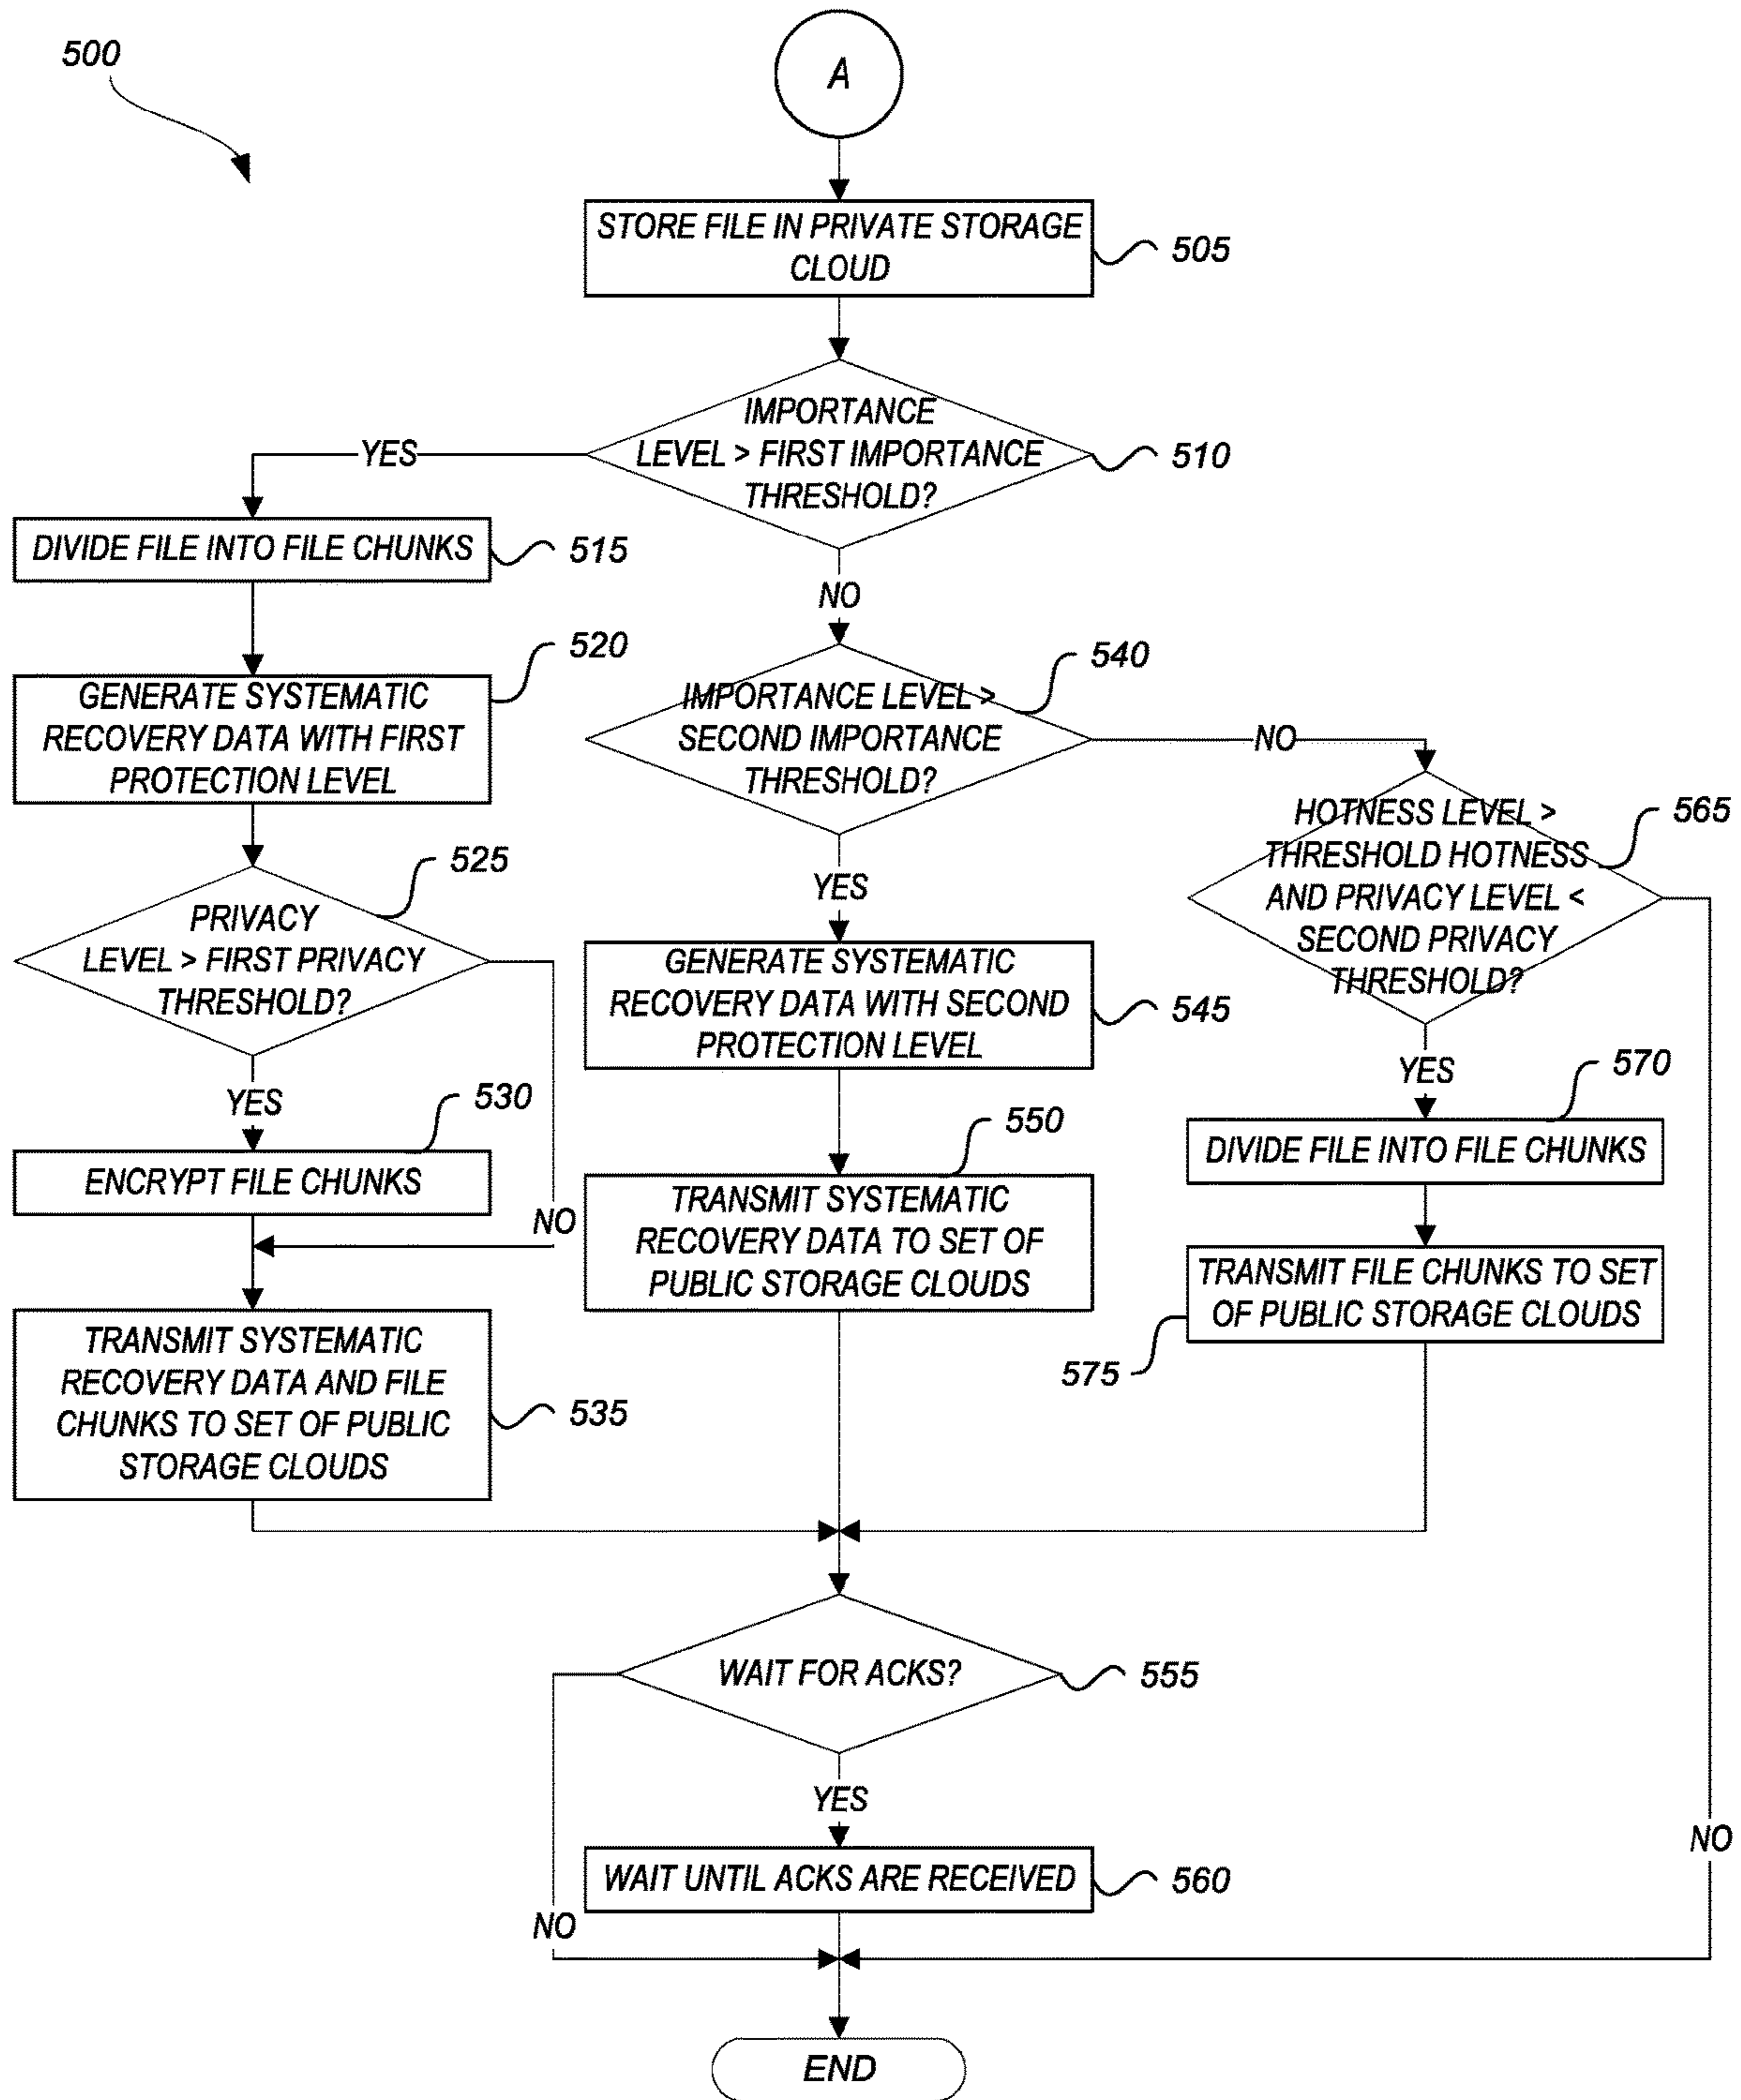 500
A
STORE FILE IN PRIVATE STORAGE
CLOUD
505
IMPORTANCE
LEVEL > FIRST IMPORTANCE
THRESHOLD?
510
YES
NO
DIVIDE FILE INTO FILE CHUNKS
515
GENERATE SYSTEMATIC
RECOVERY DATA WITH FIRST
PROTECTION LEVEL
520
PRIVACY
LEVEL > FIRST PRIVACY
THRESHOLD?
525
YES
NO
ENCRYPT FILE CHUNKS
530
TRANSMIT SYSTEMATIC
RECOVERY DATA AND FILE
CHUNKS TO SET OF PUBLIC
STORAGE CLOUDS
535
IMPORTANCE LEVEL >
SECOND IMPORTANCE
THRESHOLD?
540
NO
YES
GENERATE SYSTEMATIC
RECOVERY DATA WITH SECOND
PROTECTION LEVEL
545
TRANSMIT SYSTEMATIC
RECOVERY DATA TO SET OF
PUBLIC STORAGE CLOUDS
550
HOTNESS LEVEL >
THRESHOLD HOTNESS
AND PRIVACY LEVEL <
SECOND PRIVACY
THRESHOLD?
565
YES
NO
DIVIDE FILE INTO FILE CHUNKS
570
TRANSMIT FILE CHUNKS TO SET
OF PUBLIC STORAGE CLOUDS
575
WAIT FOR ACKS?
555
YES
NO
WAIT UNTIL ACKS ARE RECEIVED
560
END